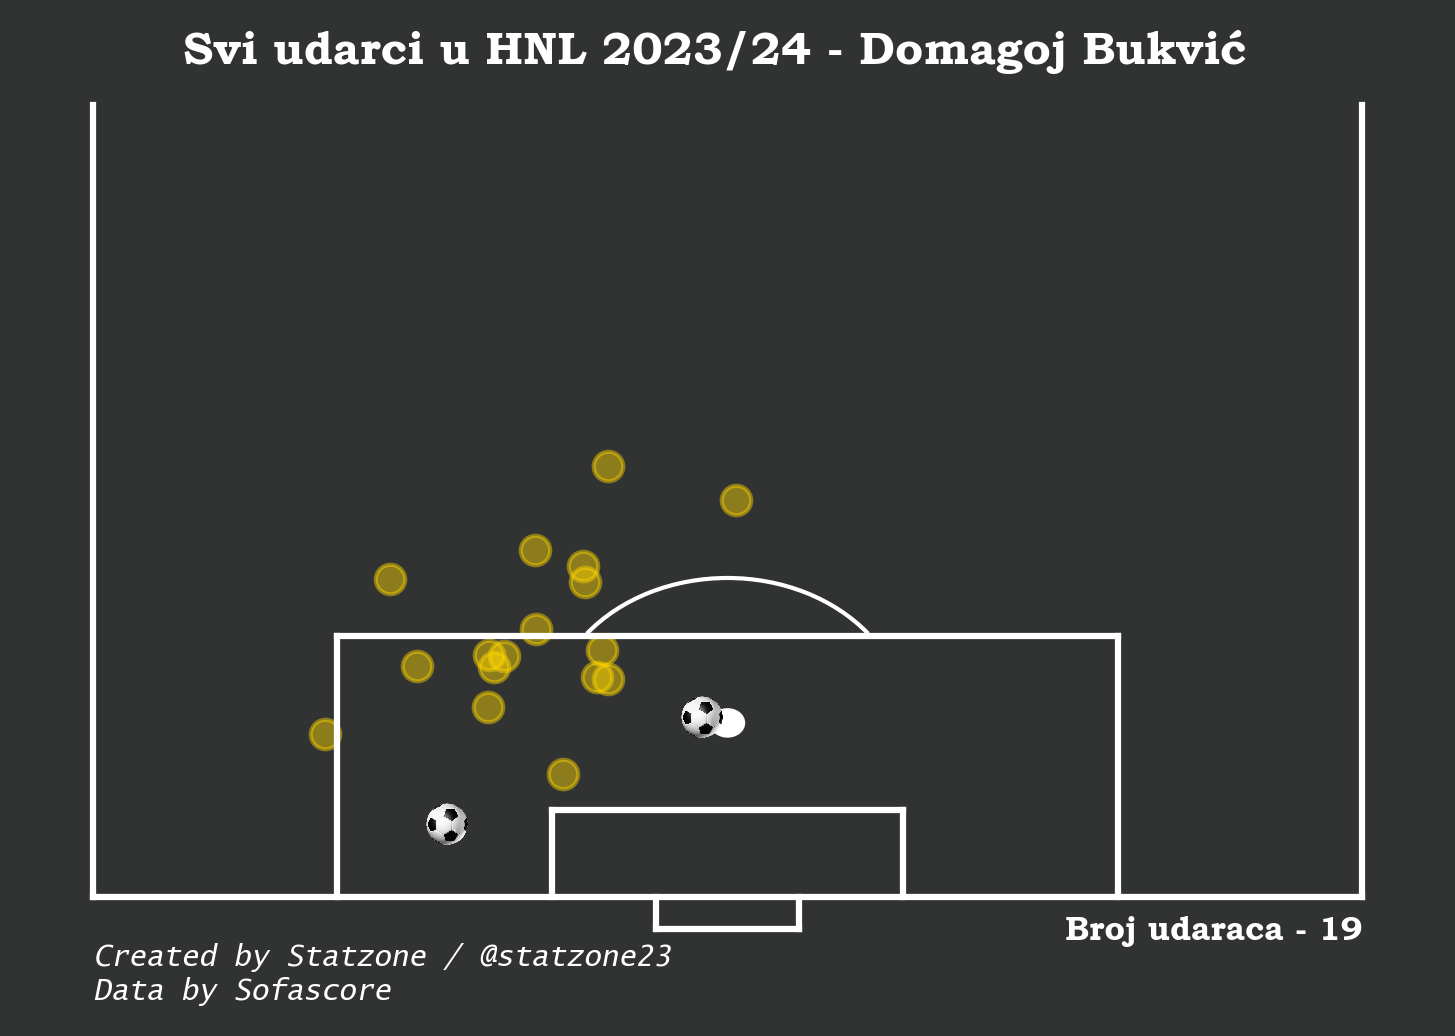 Svi udarci u HNL 2023/24 - Domagoj Bukvić
Broj udaraca - 19
Created by Statzone / @statzone23
Data by Sofascore